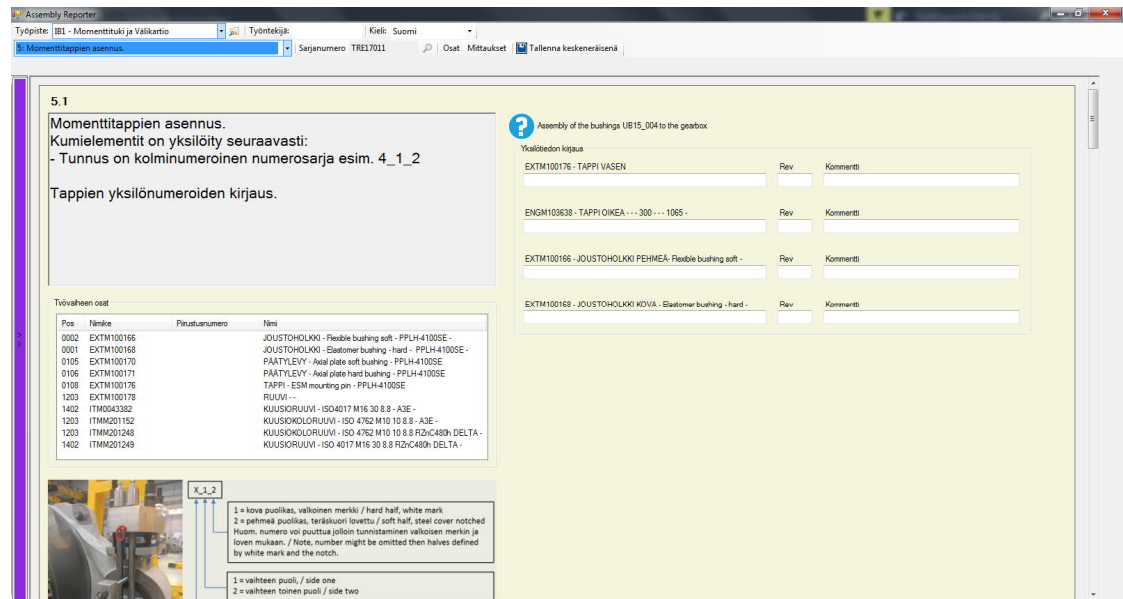 Assembly Reporter
Työpiste: IB1 - Momenttituki ja Välikartio Työntekijä: Kieli: Suomi
5: Momenttitappien asennus. Sarjanumero TRE17011 Osat Mittaukset Tallenna keskeneräisenä
5.1
Momenttitappien asennus.
Kumielementit on yksilöity seuraavasti:
- Tunnus on kolminumeroinen numerosarja esim. 4_1_2
Tappien yksilönumeroiden kirjaus.
Assembly of the bushings UB15_004 to the gearbox
Yksilötiedon kirjaus
EXTM100176 - TAPPI VASEN Rev Kommentti
ENGM103638 - TAPPI OIKEA - - - 300 - - - 1065 - Rev Kommentti
EXTM100166 - JOUSTOHOLKKI PEHMEÄ- Flexible bushing soft - Rev Kommentti
EXTM100168 - JOUSTOHOLKKI KOVA - Elastomer bushing - hard - Rev Kommentti
Työvaiheen osat
Pos Nimike Piirustusnumero Nimi
0002 EXTM100166 JOUSTOHOLKKI - Flexible bushing soft - PPLH-4100SE -
0001 EXTM100168 JOUSTOHOLKKI - Elastomer bushing - hard - PPLH-4100SE -
0105 EXTM100170 PÄÄTYLEVY - Axial plate soft bushing - PPLH-4100SE
0106 EXTM100171 PÄÄTYLEVY - Axial plate hard bushing - PPLH-4100SE
0108 EXTM100176 TAPPI - ESM mounting pin - PPLH-4100SE
1203 EXTM100178 RUUVI - -
1402 ITM0043382 KUUSIORUUVI - ISO4017 M16 30 8.8 - A3E -
1203 ITMM201152 KUUSIOKOLORUUVI - ISO 4762 M10 10 8.8 - A3E -
1203 ITMM201248 KUUSIOKOLORUUVI - ISO 4762 M10 10 8.8 flZnC480h DELTA -
1402 ITMM201249 KUUSIORUUVI - ISO 4017 M16 30 8.8 flZnC480h DELTA -
X_1_2
1 = kova puolikas, valkoinen merkki / hard half, white mark
2 = pehmeä puolikas, teräskuori lovettu / soft half, steel cover notched
Huom. numero voi puuttua jolloin tunnistaminen valkoisen merkin ja
loven mukaan. / Note, number might be omitted then halves defined
by white mark and the notch.
1 = vaihteen puoli, / side one
2 = vaihteen toinen puoli / side two